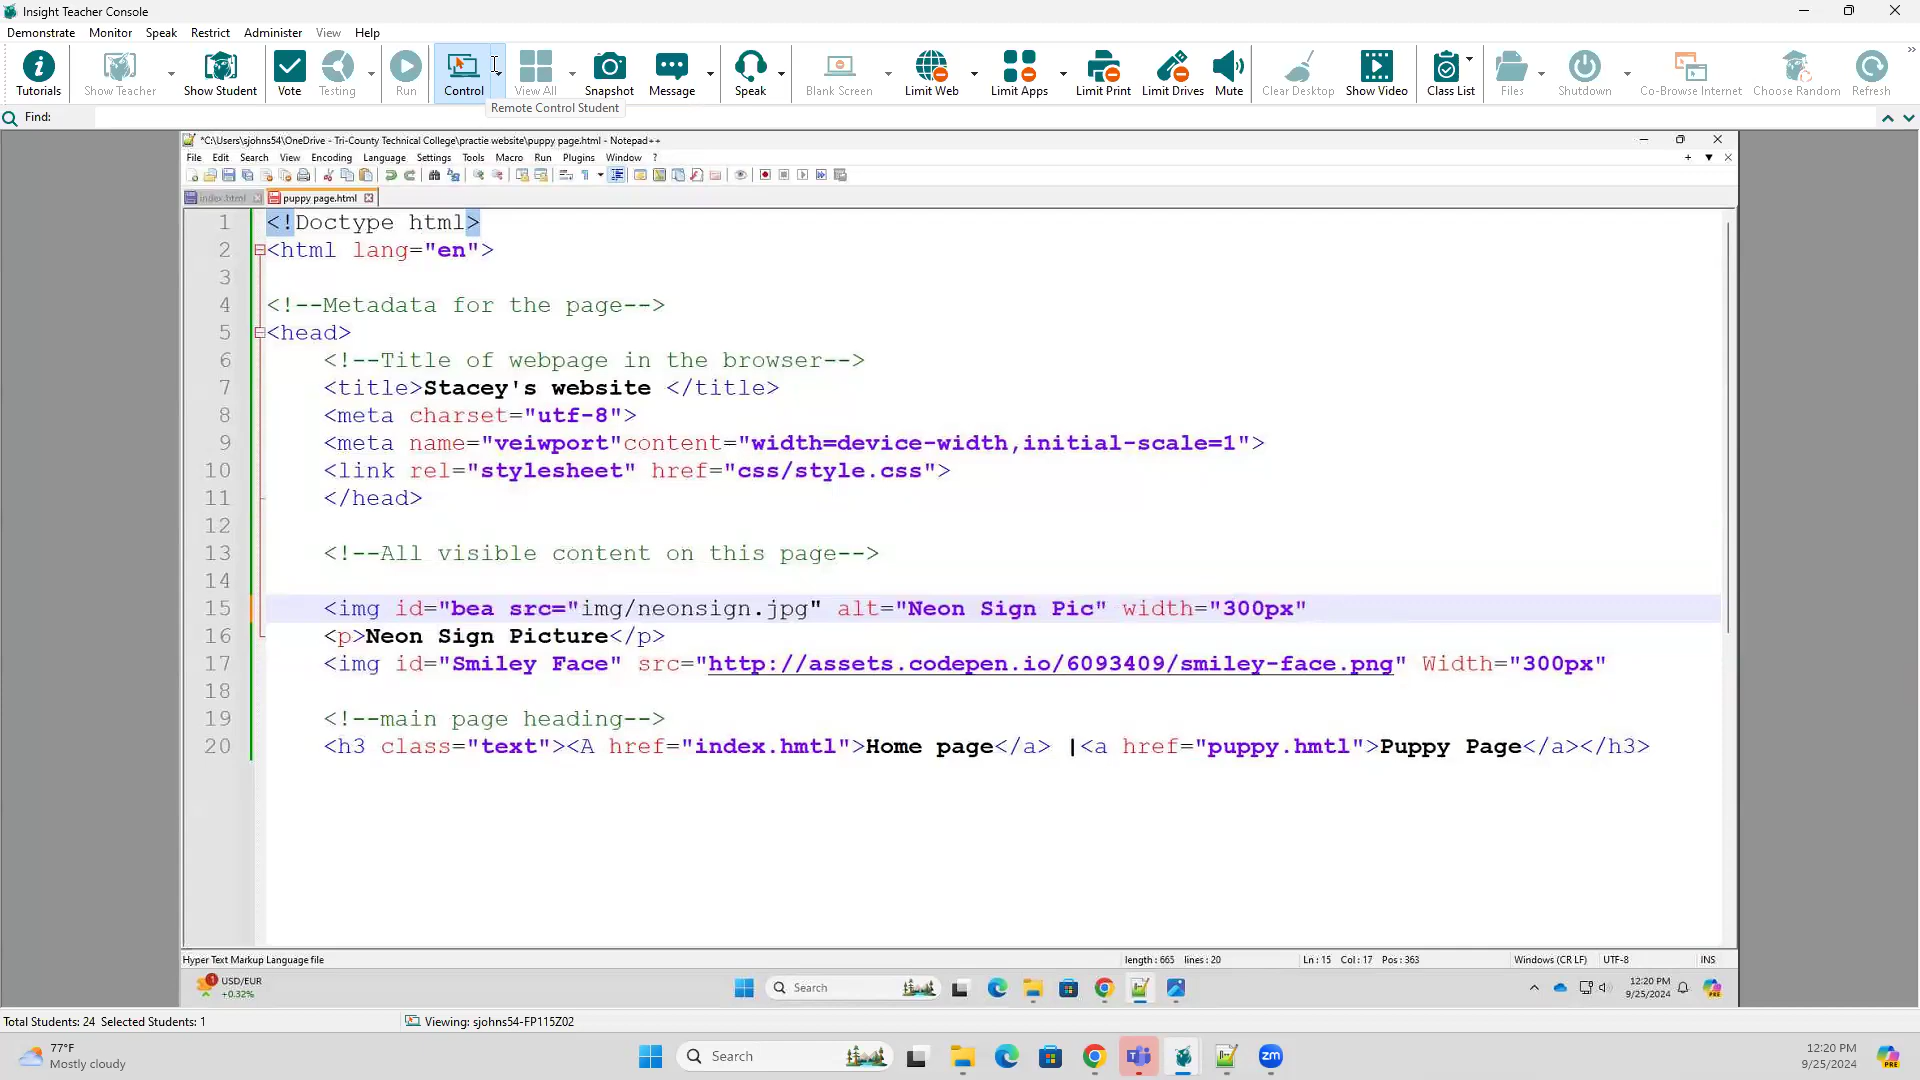 Insight Teacher Console
Demonstrate Monitor Speak Restrict Administer View Help
Tutorials Show Teacher Show Student Vote Testing Run Control View All Snapshot Message Speak Blank Screen Limit Web Limit Apps Limit Print Limit Drives Mute Clear Desktop Show Video Class List Files Shutdown Co-Browse Internet Choose Random Refresh
Remote Control Student
Find:
*C:\Users\sjohns54\OneDrive - Tri-County Technical College\practie website\puppy page.html - Notepad++
File Edit Search View Encoding Language Settings Tools Macro Run Plugins Window ?
index.html puppy page.html
1 <!Doctype html>
2 <html lang="en">
3
4 <!--Metadata for the page-->
5 <head>
6 <!--Title of webpage in the browser-->
7 <title>Stacey's website </title>
8 <meta charset="utf-8">
9 <meta name="veiwport"content="width=device-width,initial-scale=1">
10 <link rel="stylesheet" href="css/style.css">
11 </head>
12
13 <!--All visible content on this page-->
14
15 <img id="bea src="img/neonsign.jpg" alt="Neon Sign Pic" width="300px"
16 <p>Neon Sign Picture</p>
17 <img id="Smiley Face" src="http://assets.codepen.io/6093409/smiley-face.png" Width="300px"
18
19 <!--main page heading-->
20 <h3 class="text"><A href="index.hmtl">Home page</a> |<a href="puppy.hmtl">Puppy Page</a></h3>
Hyper Text Markup Language file length : 665 lines : 20 Ln : 15 Col : 17 Pos : 363 Windows (CR LF) UTF-8 INS
1 USD/EUR
+0.32%
Search
12:20 PM
9/25/2024
Total Students: 24 Selected Students: 1 Viewing: sjohns54-FP115Z02
77°F
Mostly cloudy
Search
zm
12:20 PM
9/25/2024